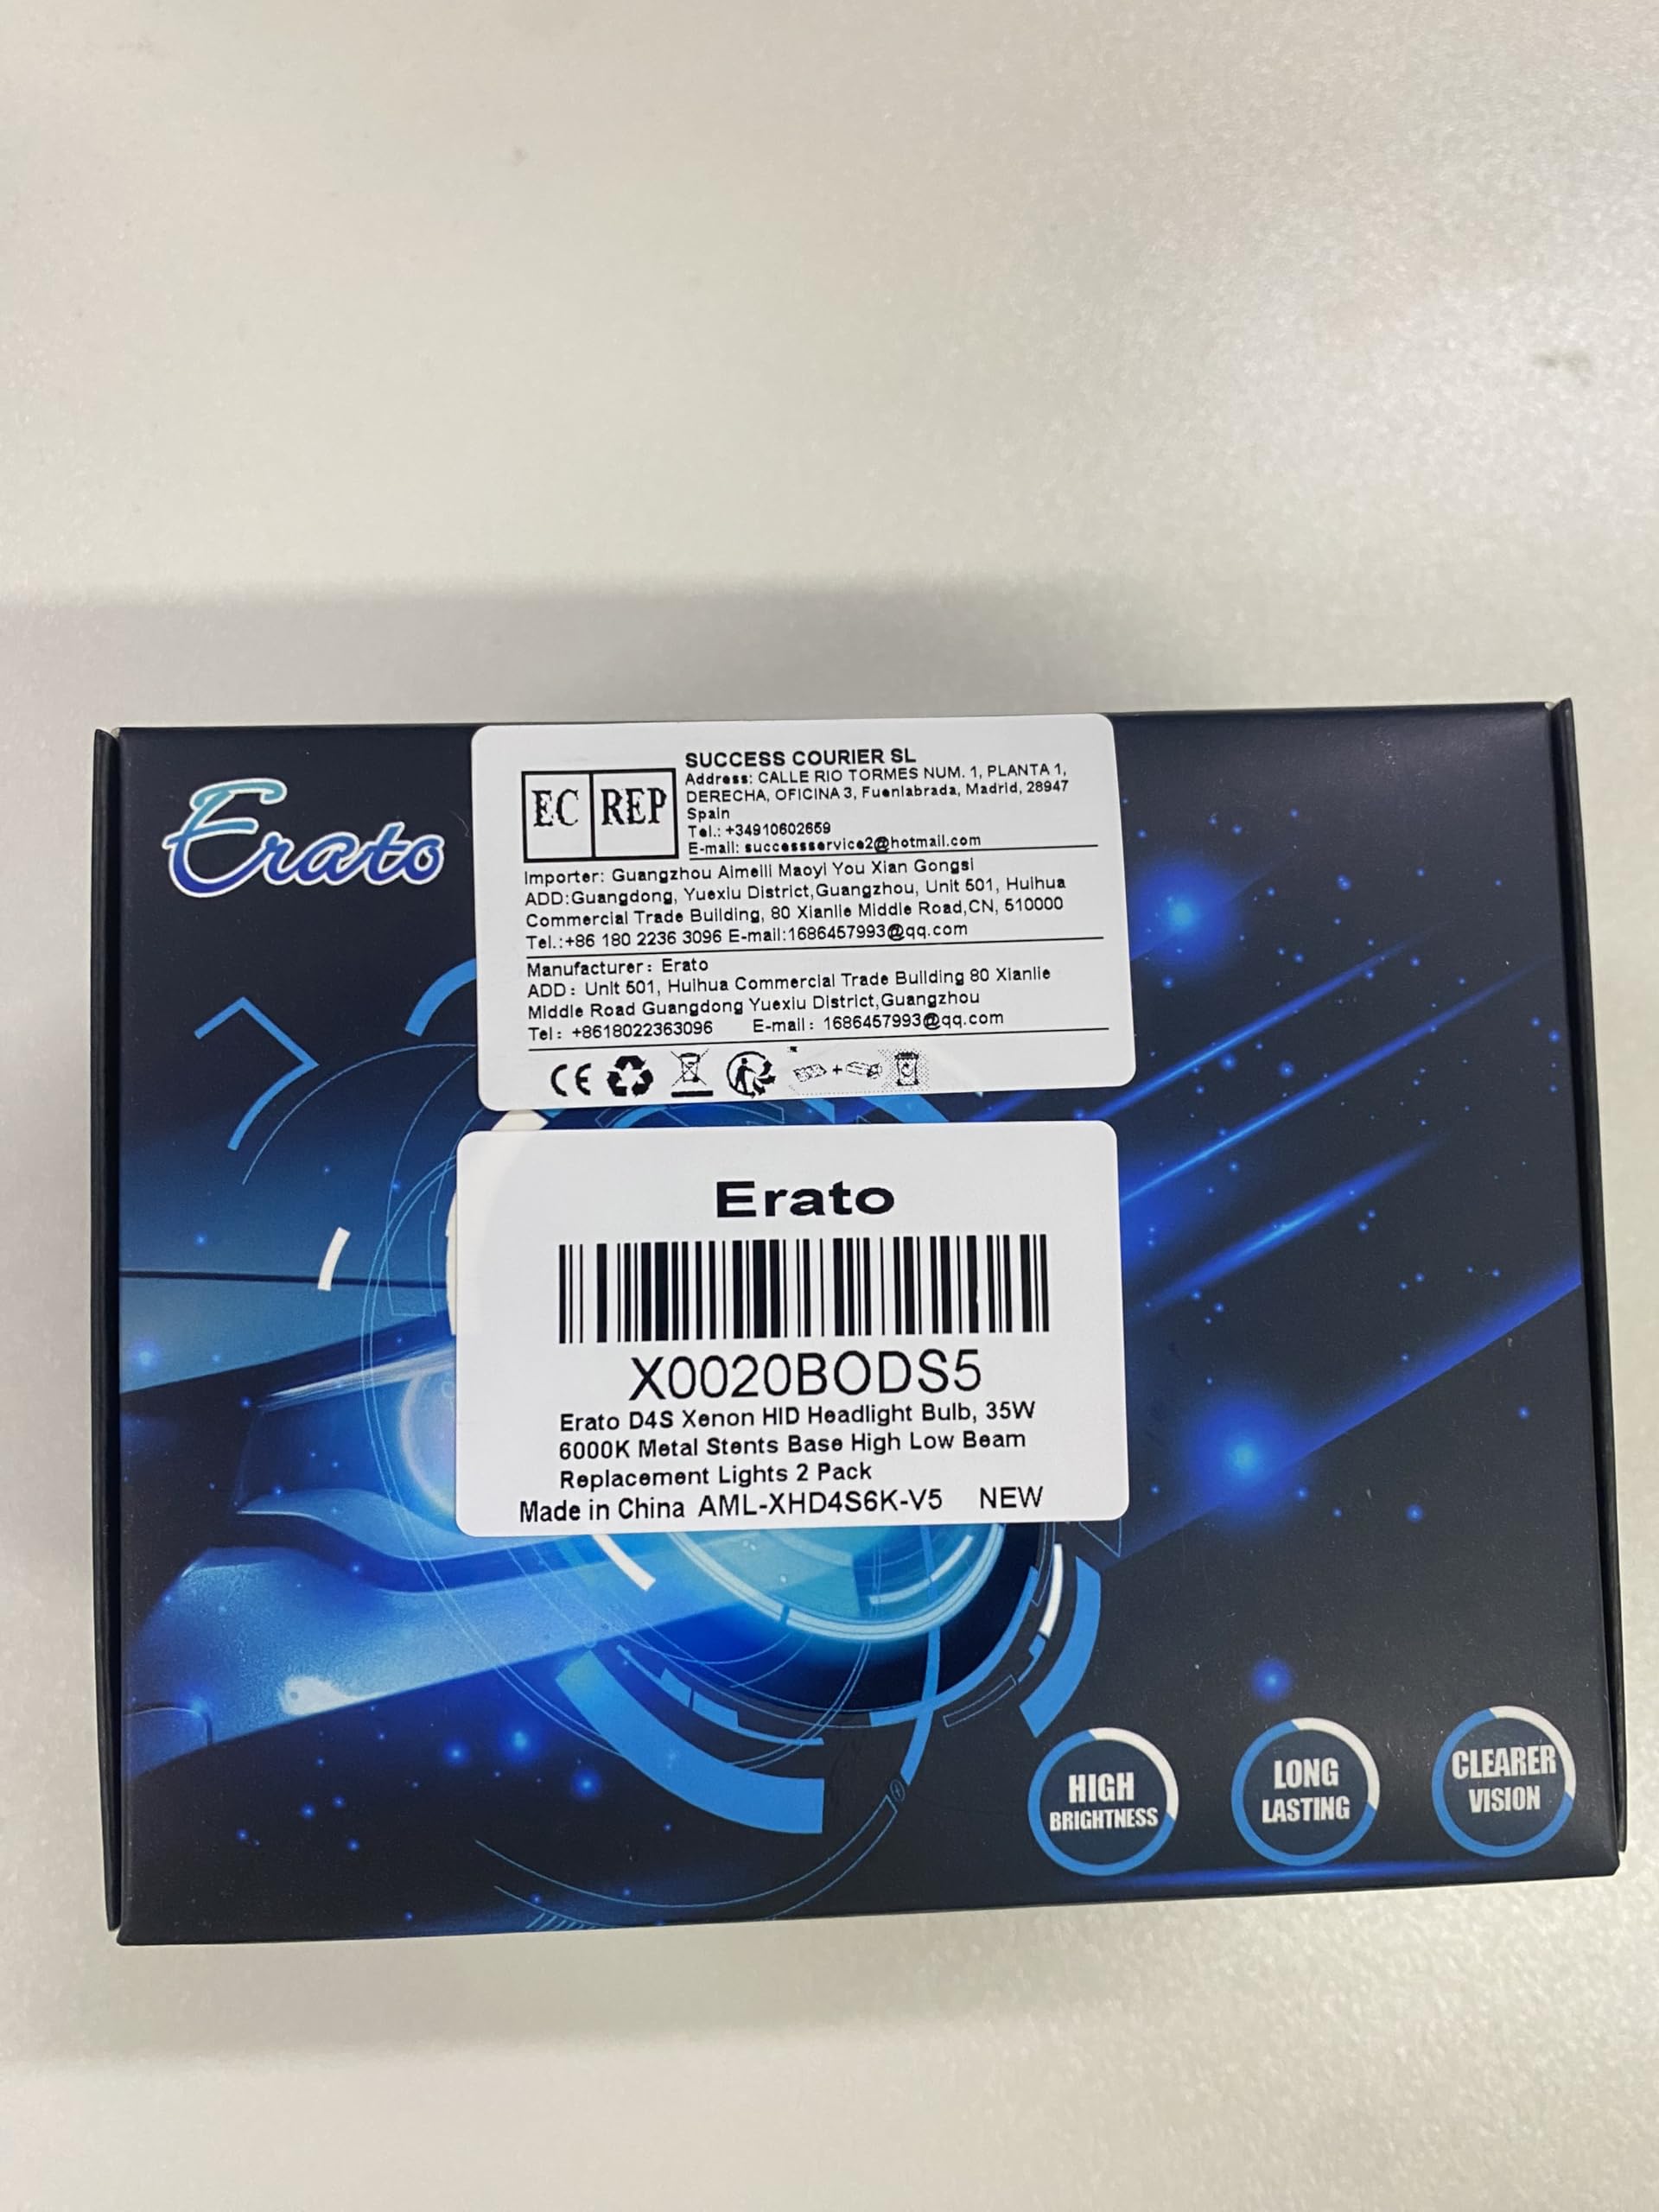 Erato
EC REP
SUCCESS COURIER SL
Address: CALLE RIO TORMES NUM. 1, PLANTA 1,
DERECHA, OFICINA 3, Fuenlabrada, Madrid, 28947
Spain
Tel.: +34910602659
E-mail: successservice2@hotmail.com
Importer: Guangzhou Aimeili Maoyi You Xian Gongsi
ADD:Guangdong, Yuexiu District,Guangzhou, Unit 501, Huihua
Commercial Trade Building, 80 Xianlie Middle Road,CN, 510000
Tel.:+86 180 2236 3096 E-mail:1686457993@qq.com
Manufacturer: Erato
ADD: Unit 501, Huihua Commercial Trade Building 80 Xianlie
Middle Road Guangdong Yuexiu District,Guangzhou
Tel: +8618022363096 E-mail: 1686457993@qq.com
CE
Erato
X0020BODS5
Erato D4S Xenon HID Headlight Bulb, 35W
6000K Metal Stents Base High Low Beam
Replacement Lights 2 Pack
Made in China AML-XHD4S6K-V5 NEW
HIGH
BRIGHTNESS
LONG
LASTING
CLEARER
VISION